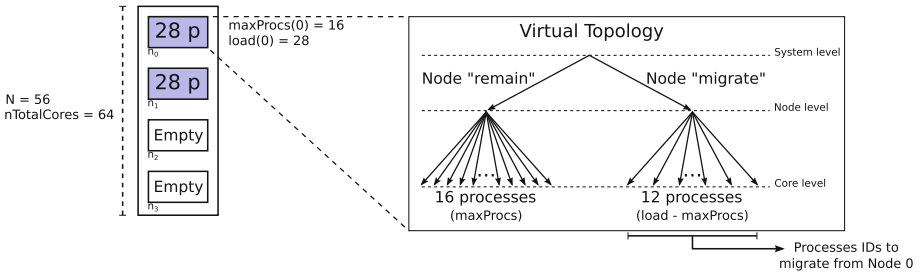 N = 56
nTotalCores = 64
28 p
n0
28 p
n1
Empty
n2
Empty
n3
maxProcs(0) = 16
load(0) = 28
Virtual Topology
System level
Node "remain"
Node "migrate"
Node level
...
...
Core level
16 processes
(maxProcs)
12 processes
(load - maxProcs)
Processes IDs to
migrate from Node 0